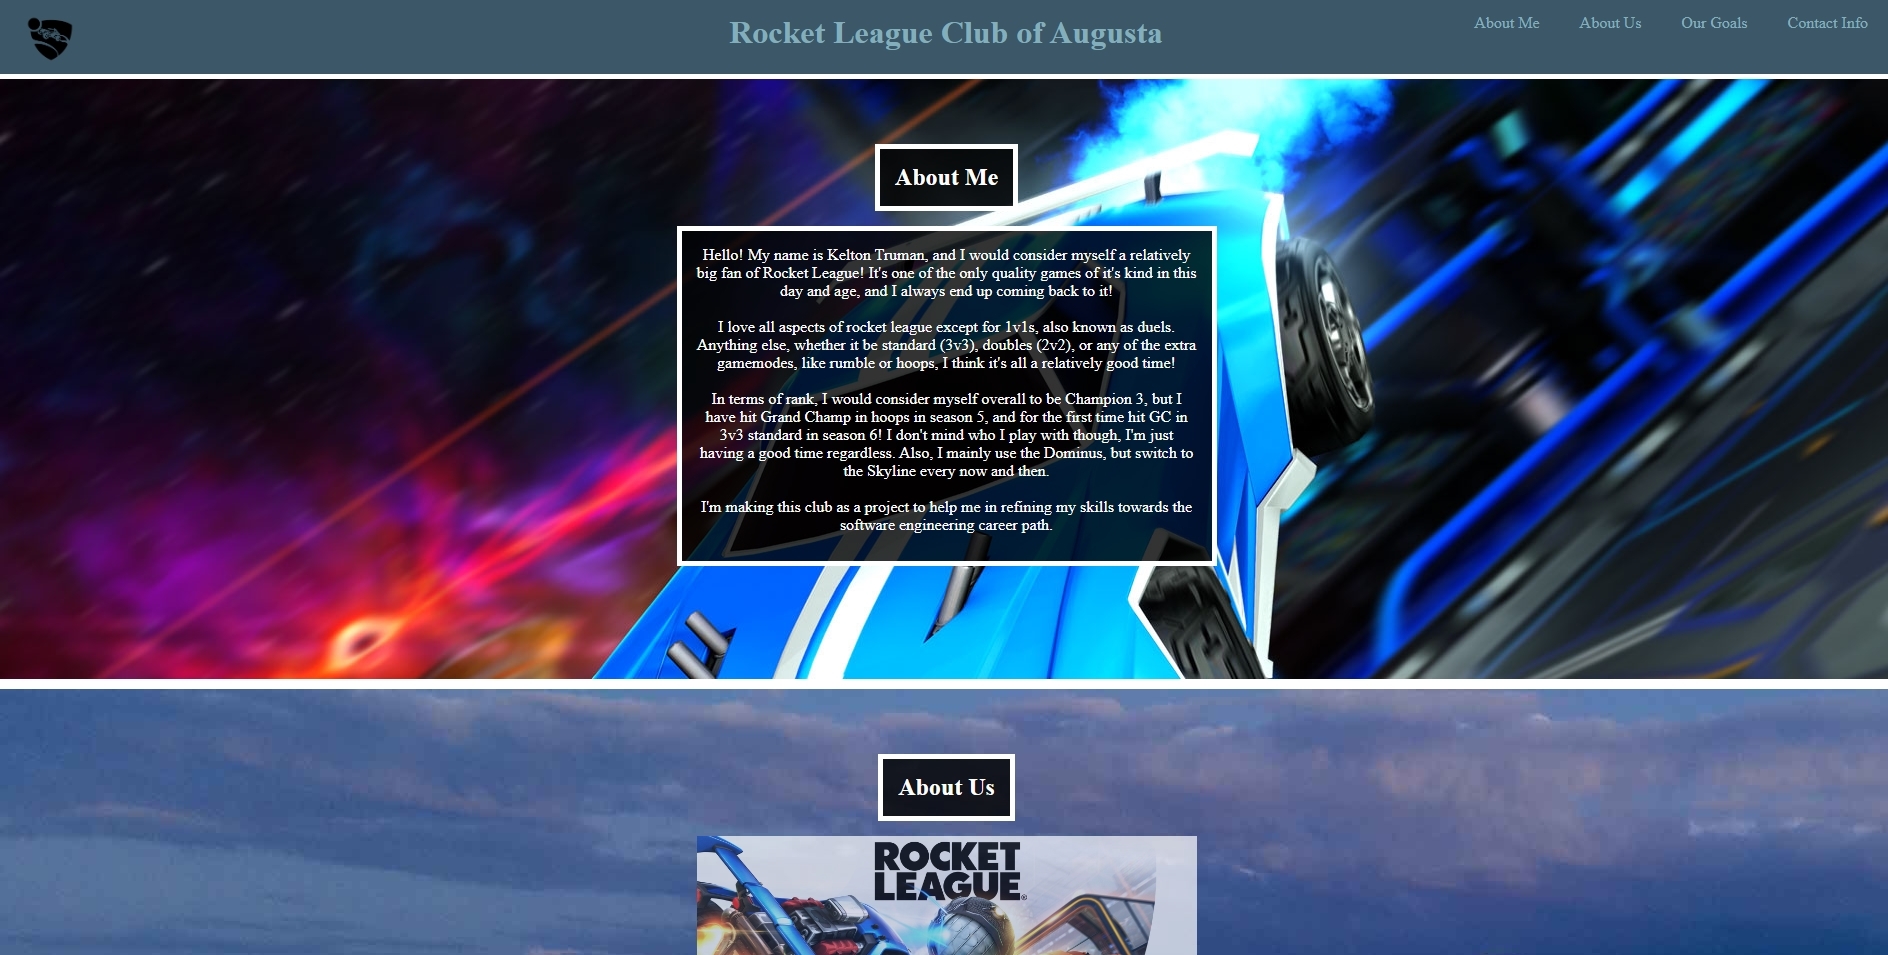 Rocket League Club of Augusta
About Me
About Us
Our Goals
Contact Info
About Me
Hello! My name is Kelton Truman, and I would consider myself a relatively
big fan of Rocket League! It's one of the only quality games of it's kind in this
day and age, and I always end up coming back to it!
I love all aspects of rocket league except for 1v1s, also known as duels.
Anything else, whether it be standard (3v3), doubles (2v2), or any of the extra
gamemodes, like rumble or hoops, I think it's all a relatively good time!
In terms of rank, I would consider myself overall to be Champion 3, but I
have hit Grand Champ in hoops in season 5, and for the first time hit GC in
3v3 standard in season 6! I don't mind who I play with though, I'm just
having a good time regardless. Also, I mainly use the Dominus, but switch to
the Skyline every now and then.
I'm making this club as a project to help me in refining my skills towards the
software engineering career path.
About Us
ROCKET
LEAGUE®